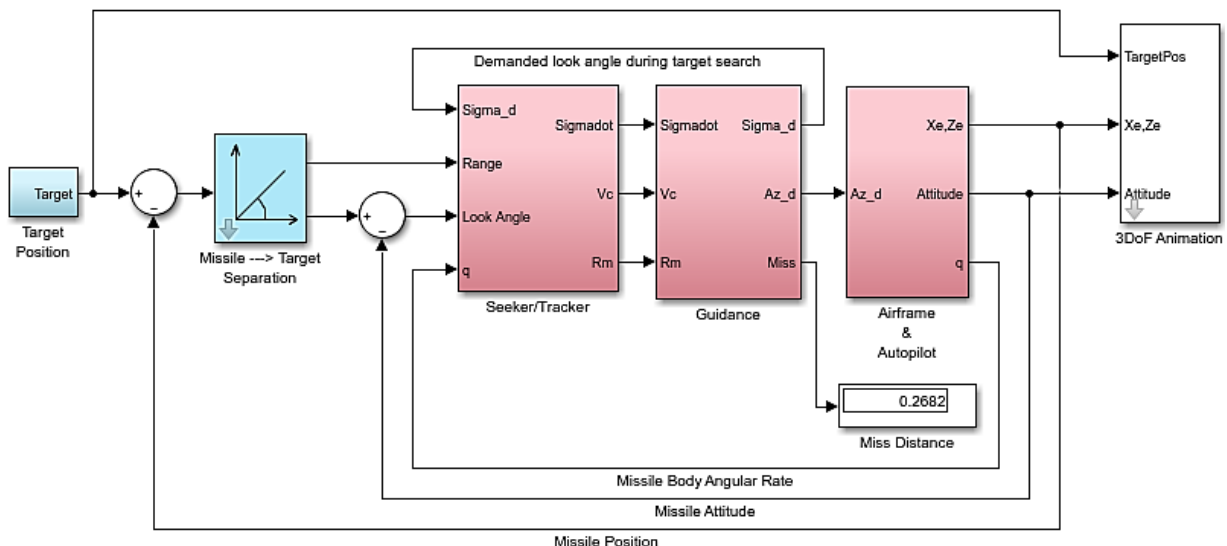 Demanded look angle during target search
TargetPos
Xe,Ze
Attitude
3DoF Animation
Target
Target
Position
Missile ---> Target
Separation
Sigma_d
Range
Look Angle
q
Sigmadot
Vc
Rm
Seeker/Tracker
Sigmadot
Vc
Rm
Sigma_d
Az_d
Miss
Guidance
Az_d
Xe,Ze
Attitude
q
Airframe
&
Autopilot
0.2682
Miss Distance
Missile Body Angular Rate
Missile Attitude
Missile Position